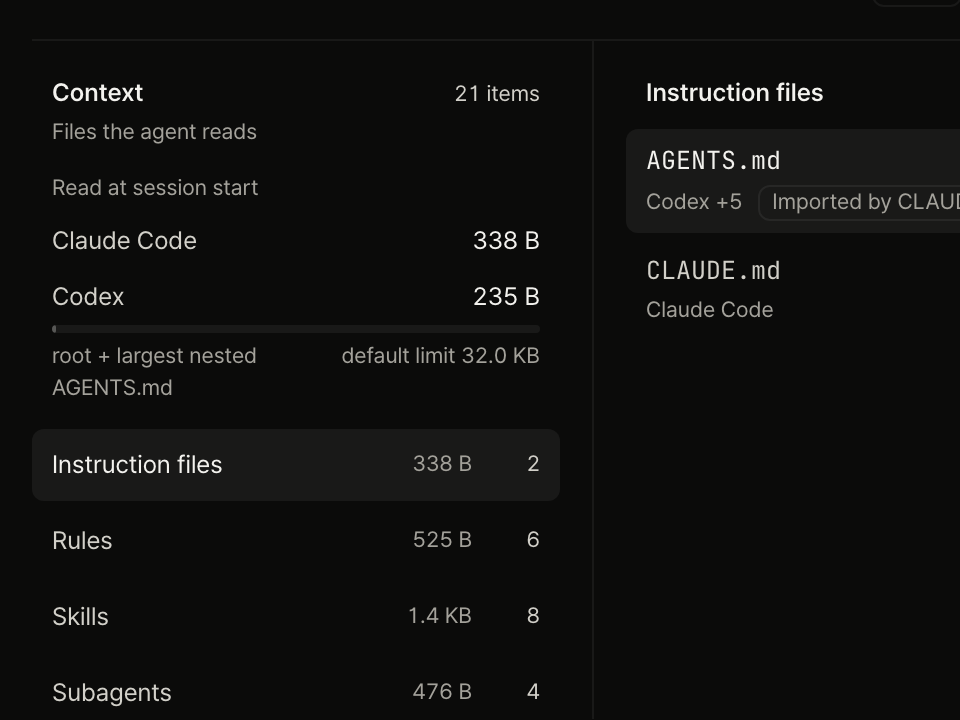 Context
21 items
Files the agent reads
Read at session start
Claude Code 338 B
Codex 235 B
root + largest nested AGENTS.md
default limit 32.0 KB
Instruction files 338 B 2
Rules 525 B 6
Skills 1.4 KB 8
Subagents 476 B 4
Instruction files
AGENTS.md
Codex +5 Imported by
CLAUDE.md
Claude Code